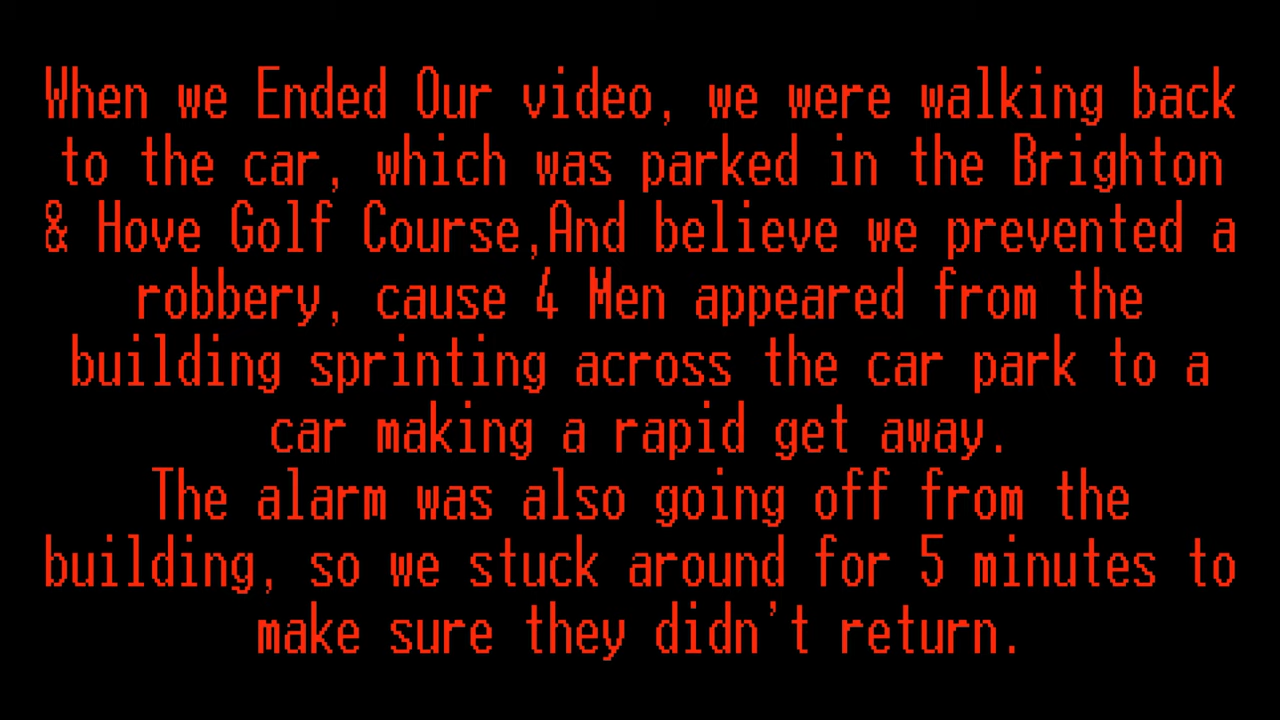 When we Ended Our video, we were walking back
to the car, which was parked in the Brighton
& Hove Golf Course,And believe we prevented a
robbery, cause 4 Men appeared from the
building sprinting across the car park to a
car making a rapid get away.
The alarm was also going off from the
building, so we stuck around for 5 minutes to
make sure they didn't return.